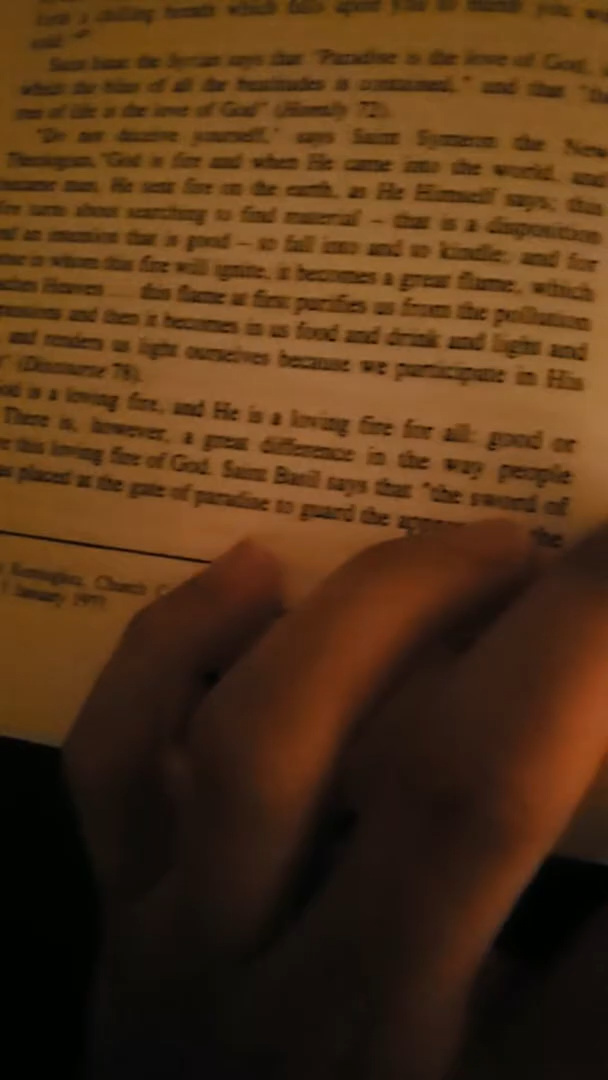 form a chilling
said."
Saint Isaac the Syrian says that "Paradise is the love of God,
which the bliss of all the beatitudes is contained," and that "the
tree of life is the love of God" (Homily 72).
"Do not deceive yourself," says Saint Symeon the New
Theologian, "God is fire and when He came into the world, and
became man, He sent fire on the earth, as He Himself says; this
fire turns about searching to find material – that is a disposition
and an intention that is good – to fall into and to kindle; and for
those in whom this fire will ignite, it becomes a great flame, which
reaches Heaven ... this flame at first purifies us from the pollution
passions and then it becomes in us food and drink and light and
and renders us light ourselves because we participate in His
(Discourse 78).
God is a loving fire, and He is a loving fire for all: good or
There is, however, a great difference in the way people
this loving fire of God. Saint Basil says that "the sword of
was placed at the gate of paradise to guard the
Church
January